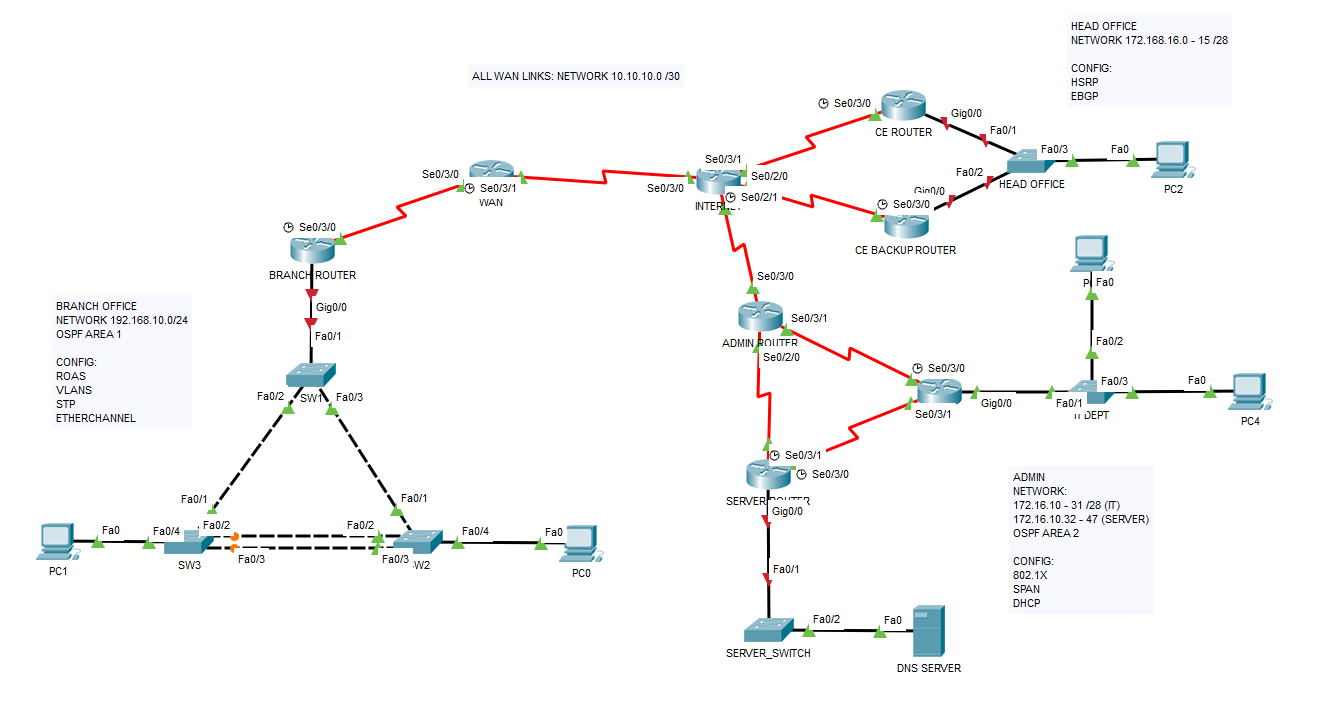 HEAD OFFICE
NETWORK 172.168.16.0 - 15 /28
CONFIG:
HSRP
EBGP
ALL WAN LINKS: NETWORK 10.10.10.0 /30
Se0/3/0
CE ROUTER
Gig0/0
Fa0/1
Fa0/3
Fa0
HEAD OFFICE
PC2
Fa0/2
Se0/3/1
Se0/2/0
Se0/3/0
Se0/2/1
Se0/3/0
Se0/3/1
WAN
Gig0/0
Se0/3/0
CE BACKUP ROUTER
Se0/3/0
BRANCH ROUTER
Gig0/0
Fa0/1
BRANCH OFFICE
NETWORK 192.168.10.0/24
OSPF AREA 1
CONFIG:
ROAS
VLANS
STP
ETHERCHANNEL
SW1
Fa0/2
Fa0/3
Se0/3/0
Se0/3/1
ADMIN ROUTER
Se0/2/0
Se0/3/0
Se0/3/1
Gig0/0
Fa0
Fa0/2
Fa0/3
Fa0
Fa0/1
DEPT
PC4
Se0/3/1
Se0/3/0
SERVER ROUTER
Gig0/0
ADMIN
NETWORK:
172.16.10 - 31 /28 (IT)
172.16.10.32 - 47 (SERVER)
OSPF AREA 2
CONFIG:
802.1X
SPAN
DHCP
Fa0/1
Fa0/1
Fa0
Fa0/4
Fa0/2
Fa0/2
Fa0/4
Fa0
PC1
SW3
Fa0/3
Fa0/3
PC0
Fa0/1
Fa0/2
Fa0
SERVER_SWITCH
DNS SERVER